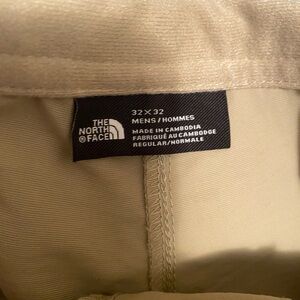 THE
NORTH
FACE
32×32
MENS / HOMMES
MADE IN CAMBODIA
FABRIQUÉ AU CAMBODGE
REGULAR/NORMALE